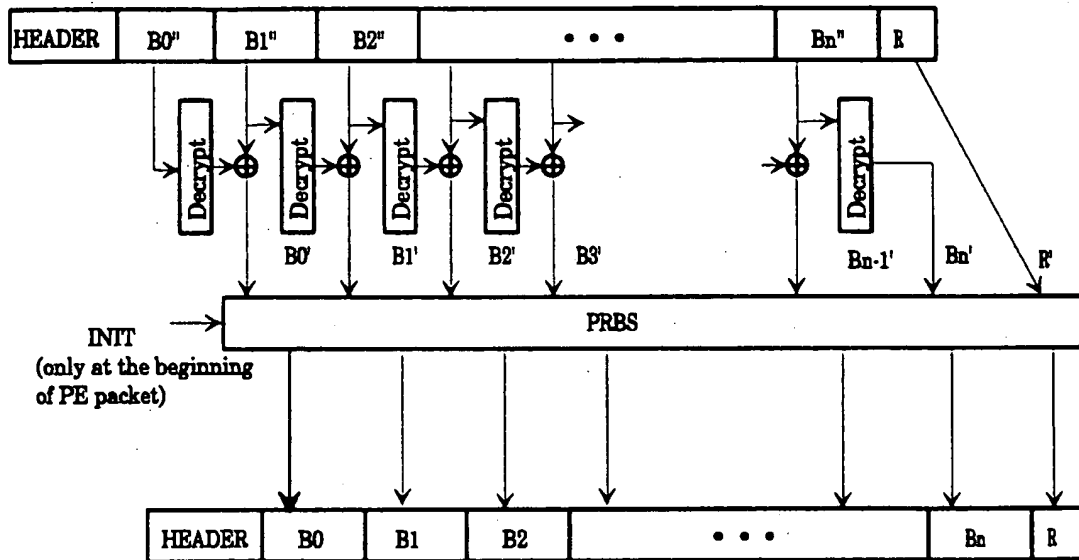 HEADER B0" B1" B2" • • • Bn" R
Decrypt Decrypt Decrypt Decrypt Decrypt
B0' B1' B2' B3' Bn-1' Bn' R'
PRBS
INIT
(only at the beginning
of PE packet)
HEADER B0 B1 B2 • • • Bn R